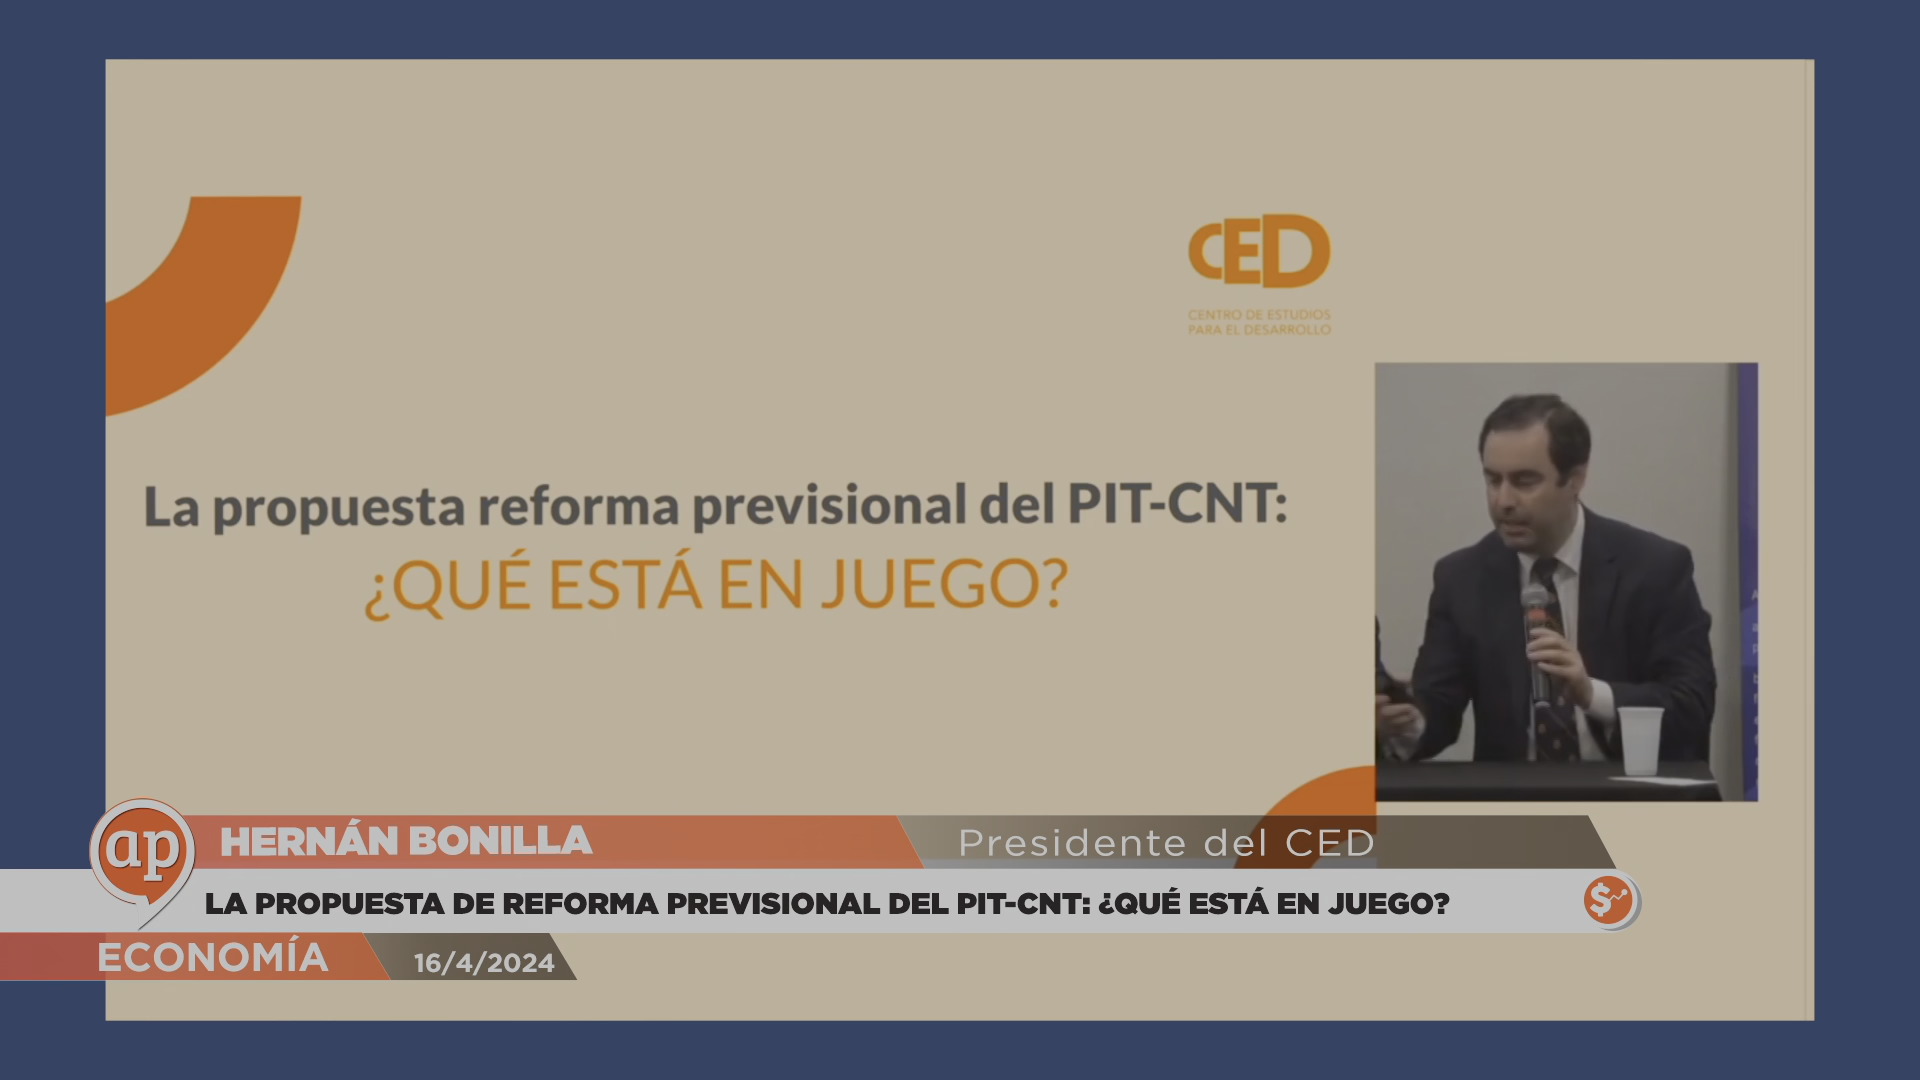 CED
CENTRO DE ESTUDIOS
PARA EL DESARROLLO
La propuesta reforma previsional del PIT-CNT:
¿QUÉ ESTÁ EN JUEGO?
ap
HERNÁN BONILLA
Presidente del CED
LA PROPUESTA DE REFORMA PREVISIONAL DEL PIT-CNT: ¿QUÉ ESTÁ EN JUEGO?
$
ECONOMÍA
16/4/2024